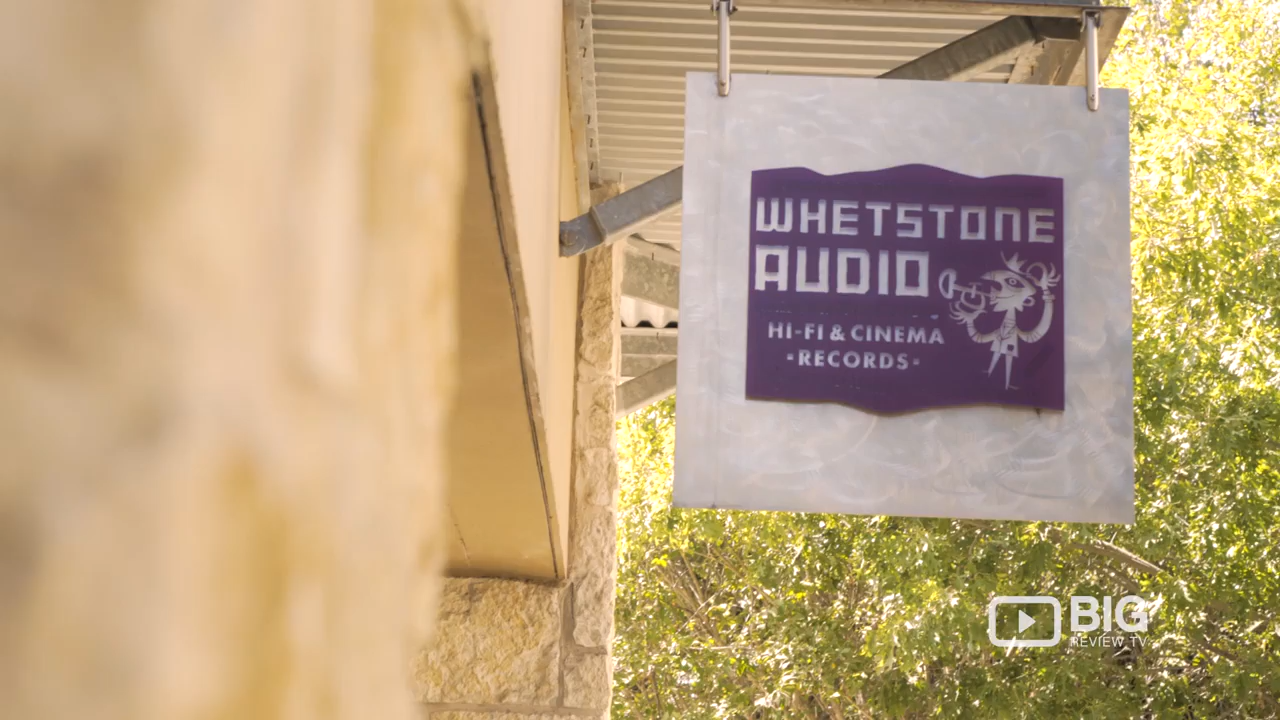 WHETSTONE
AUDIO
HI-FI & CINEMA
-RECORDS-
BIG
REVIEW TV